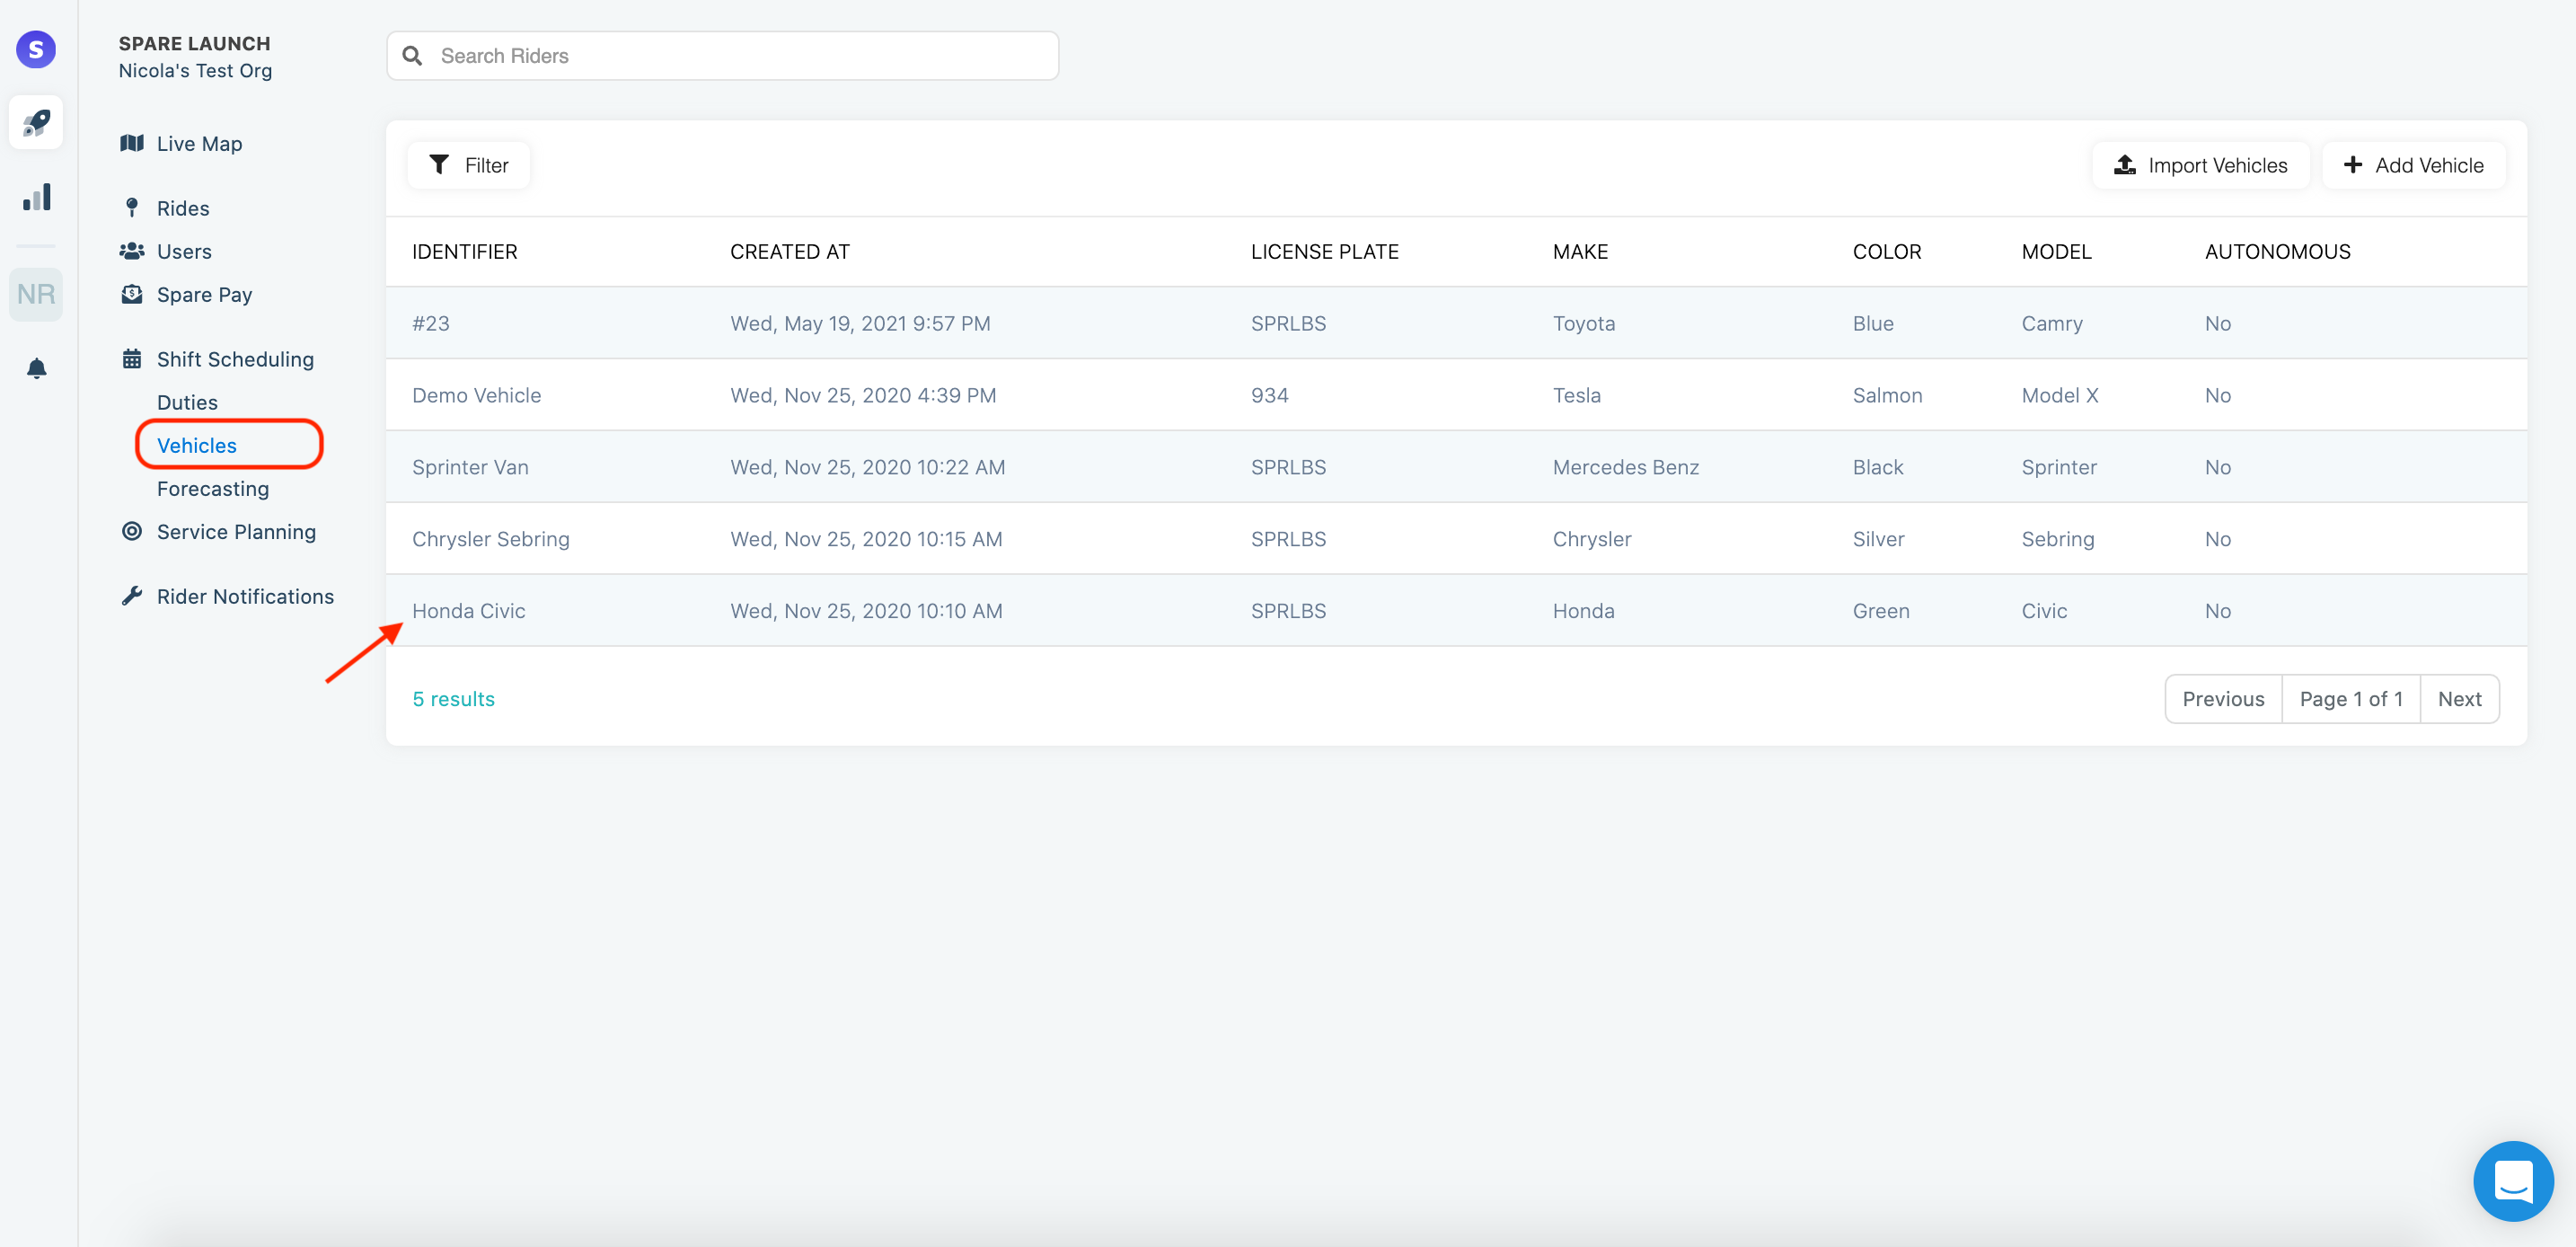 S
SPARE LAUNCH
Nicola's Test Org
Search Riders
NR
Live Map
Rides
Users
Spare Pay
Shift Scheduling
Duties
Vehicles
Forecasting
Service Planning
Rider Notifications
Filter
Import Vehicles
Add Vehicle
IDENTIFIER CREATED AT LICENSE PLATE MAKE COLOR MODEL AUTONOMOUS
#23 Wed, May 19, 2021 9:57 PM SPRLBS Toyota Blue Camry No
Demo Vehicle Wed, Nov 25, 2020 4:39 PM 934 Tesla Salmon Model X No
Sprinter Van Wed, Nov 25, 2020 10:22 AM SPRLBS Mercedes Benz Black Sprinter No
Chrysler Sebring Wed, Nov 25, 2020 10:15 AM SPRLBS Chrysler Silver Sebring No
Honda Civic Wed, Nov 25, 2020 10:10 AM SPRLBS Honda Green Civic No
5 results
Previous Page 1 of 1 Next